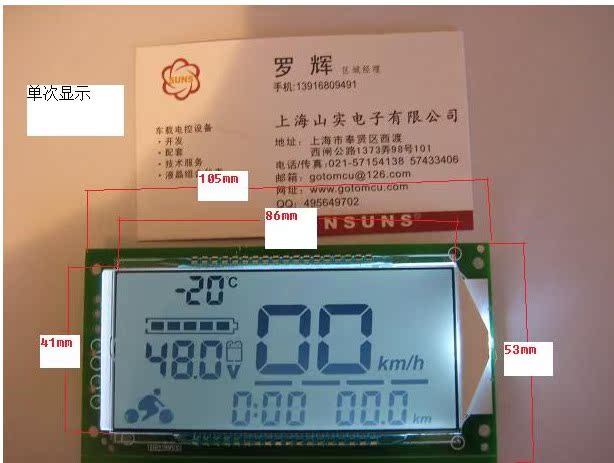 单次显示
SUNS
罗 辉 区域经理
手机:13916809491
上海山实电子有限公司
车载电控设备
·开发
·配套
·技术服务
地址：上海市奉贤区西渡
西闸公路1373弄98号101
电话/传真:021-57154138 57433406
邮箱：gotomcu@126.com
网址：www.gotomcu.com
QQ：495649702
NSUNS®
105mm
86mm
41mm
53mm
-20°C
48.0 V
00 km/h
0:00 00.0 km